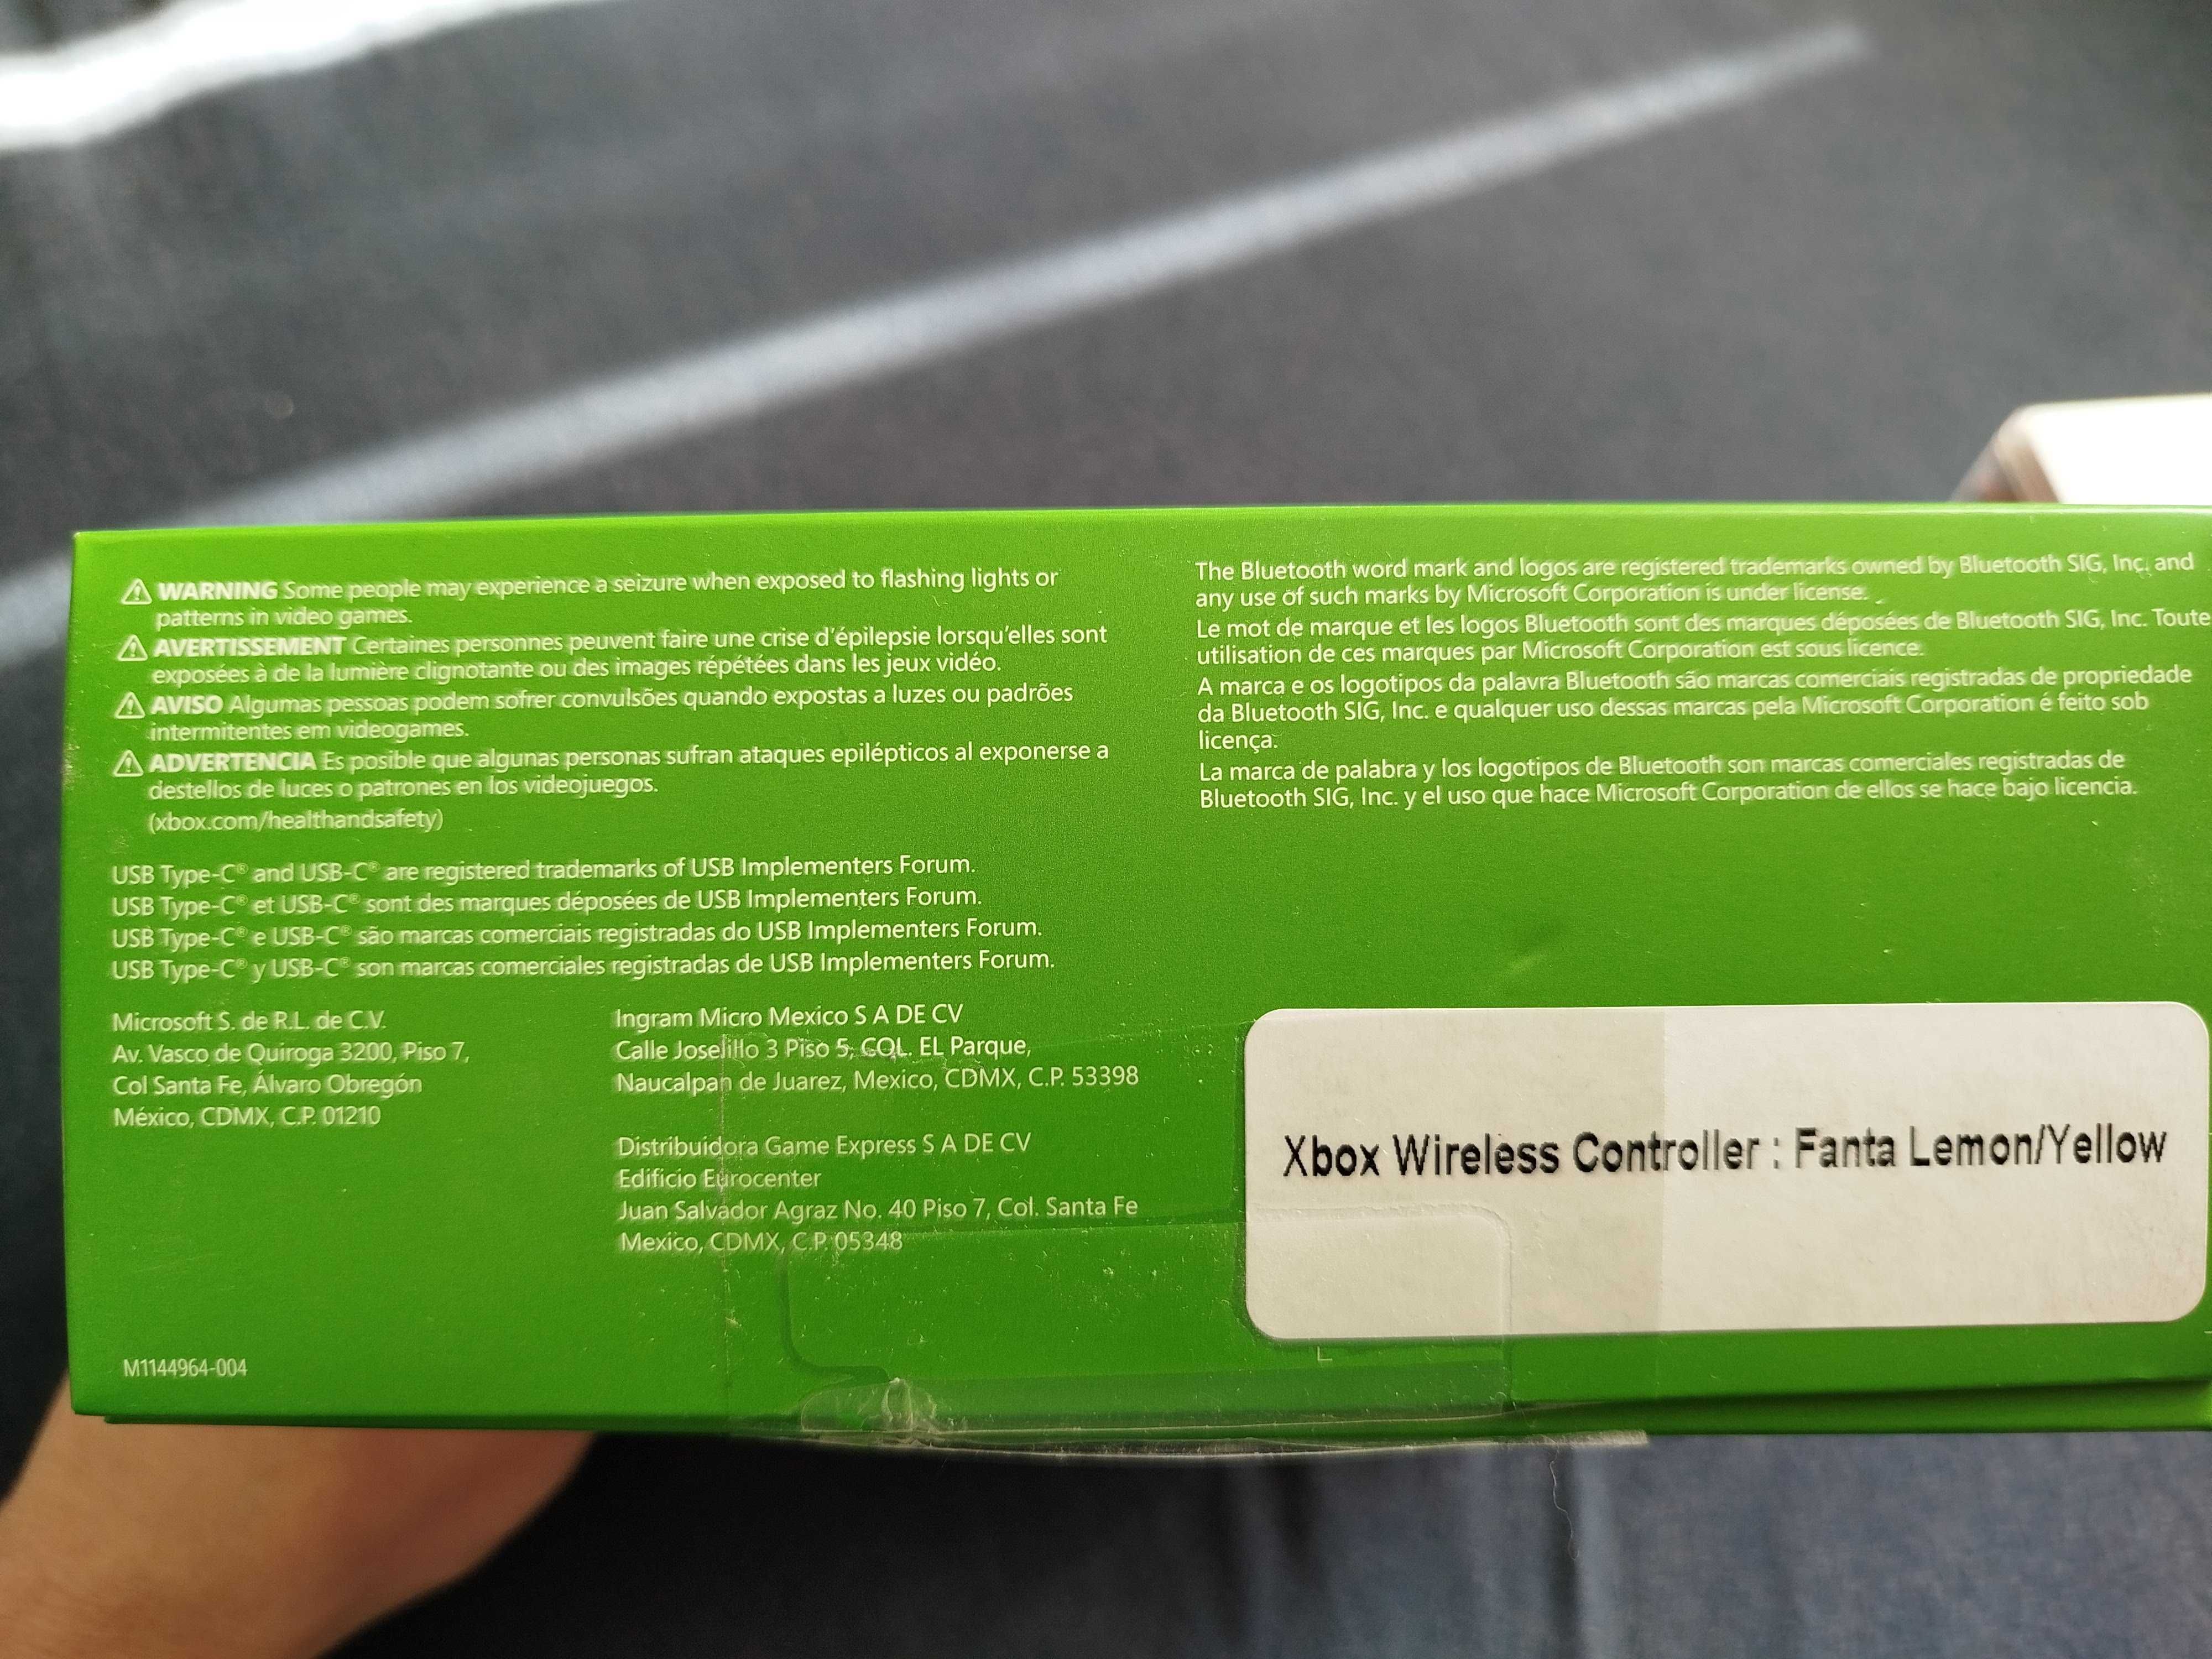 WARNING Some people may experience a seizure when exposed to flashing lights or
patterns in video games.
AVERTISSEMENT Certaines personnes peuvent faire une crise d'épilepsie lorsqu'elles sont
exposées à de la lumière clignotante ou des images répétées dans les jeux vidéo.
AVISO Algumas pessoas podem sofrer convulsões quando expostas a luzes ou padrões
intermitentes em videogames.
ADVERTENCIA Es posible que algunas personas sufran ataques epilépticos al exponerse a
destellos de luces o patrones en los videojuegos.
(xbox.com/healthandsafety)
USB Type-C® and USB-C® are registered trademarks of USB Implementers Forum.
USB Type-C® et USB-C® sont des marques déposées de USB Implementers Forum.
USB Type-C® e USB-C® são marcas comerciais registradas do USB Implementers Forum.
USB Type-C® y USB-C® son marcas comerciales registradas de USB Implementers Forum.
Microsoft S. de R.L. de C.V.
Av. Vasco de Quiroga 3200, Piso 7,
Col Santa Fe, Álvaro Obregón
México, CDMX, C.P. 01210
Ingram Micro Mexico S A DE CV
Calle Joselillo 3 Piso 5, COL. EL Parque,
Naucalpan de Juarez, Mexico, CDMX, C.P. 53398
Distribuidora Game Express S A DE CV
Edificio Eurocenter
Juan Salvador Agraz No. 40 Piso 7, Col. Santa Fe
Mexico, CDMX, C.P. 05348
M1144964-004
The Bluetooth word mark and logos are registered trademarks owned by Bluetooth SIG, Inc. and
any use of such marks by Microsoft Corporation is under license.
Le mot de marque et les logos Bluetooth sont des marques déposées de Bluetooth SIG, Inc. Toute
utilisation de ces marques par Microsoft Corporation est sous licence.
A marca e os logotipos da palavra Bluetooth são marcas comerciais registradas de propriedade
da Bluetooth SIG, Inc. e qualquer uso dessas marcas pela Microsoft Corporation é feito sob
licença.
La marca de palabra y los logotipos de Bluetooth son marcas comerciales registradas de
Bluetooth SIG, Inc. y el uso que hace Microsoft Corporation de ellos se hace bajo licencia.
Xbox Wireless Controller : Fanta Lemon/Yellow